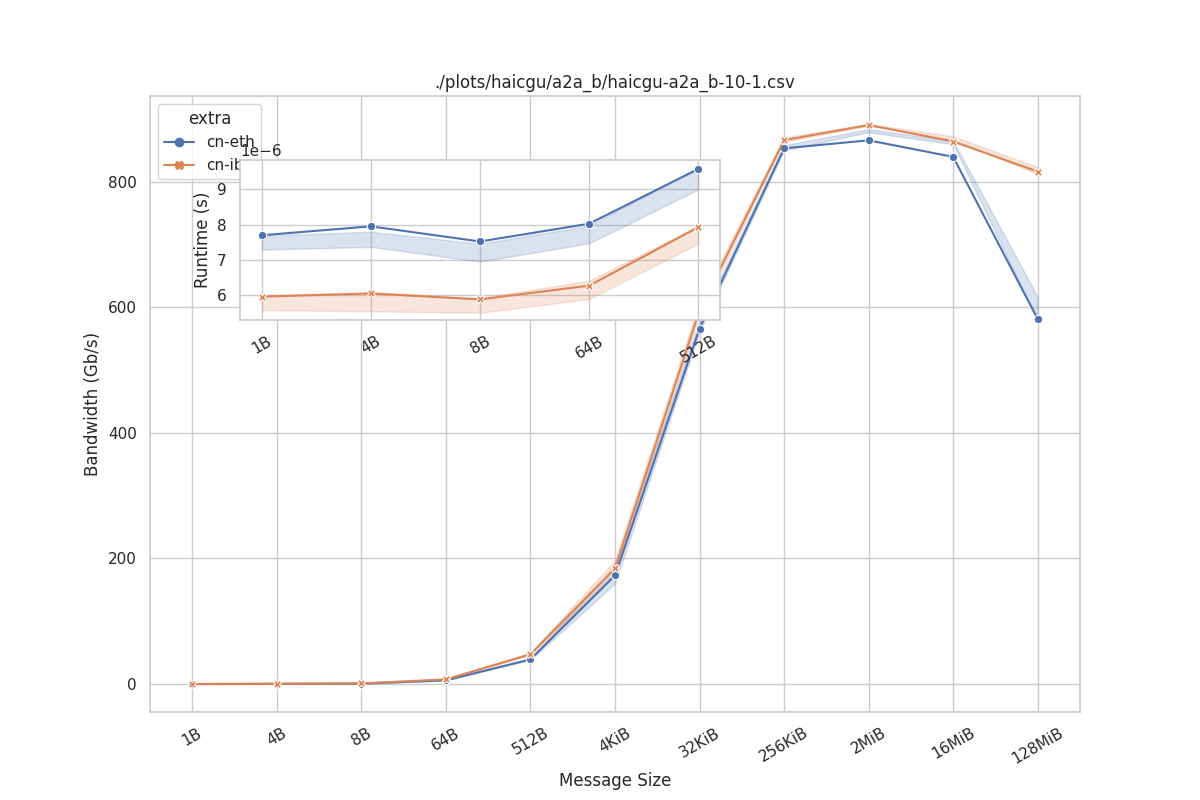 ./plots/haicgu/a2a_b/haicgu-a2a_b-10-1.csv
extra
cn-eth
cn-ib
1e−6
Runtime (s)
9
8
7
6
1B 4B 8B 64B 512B
Bandwidth (Gb/s)
800
600
400
200
0
1B 4B 8B 64B 512B 4KiB 32KiB 256KiB 2MiB 16MiB 128MiB
Message Size